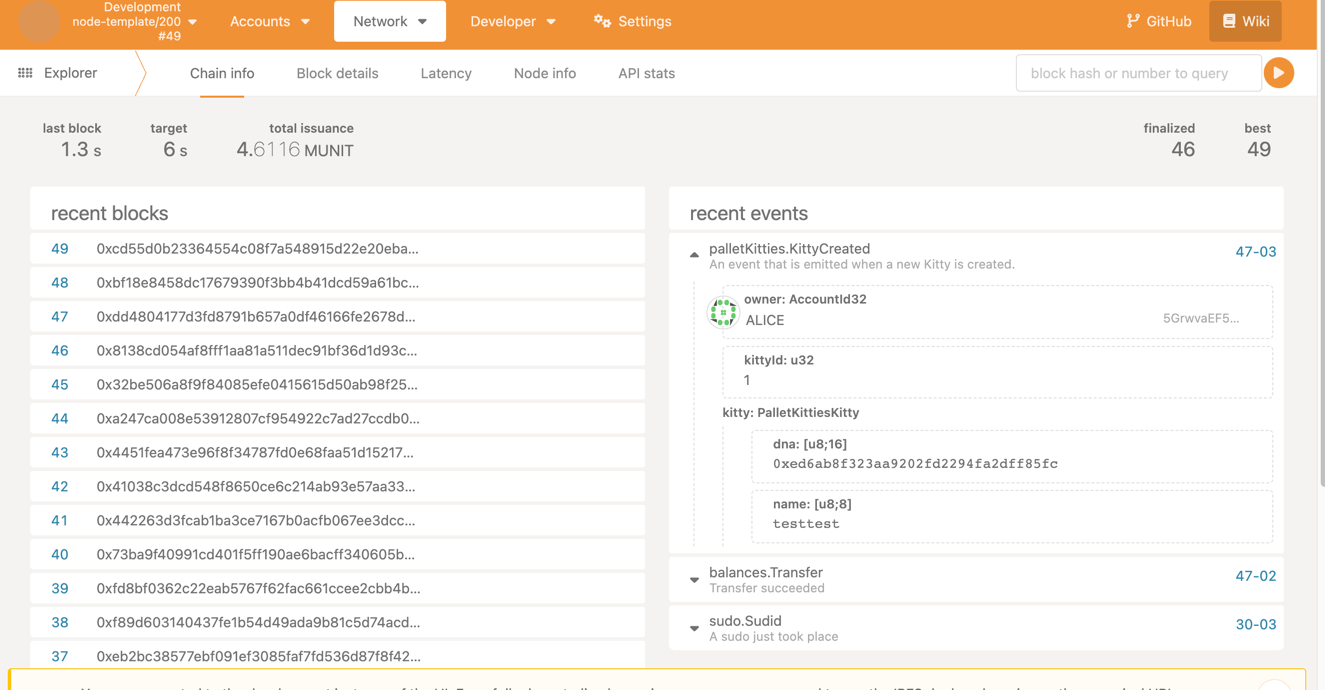 Development
node-template/200
#49
Accounts
Network
Developer
Settings
GitHub
Wiki
Explorer
Chain info
Block details
Latency
Node info
API stats
block hash or number to query
last block
1.3 s
target
6 s
total issuance
4.6116 MUNIT
finalized
46
best
49
recent blocks
49 0xcd55d0b23364554c08f7a548915d22e20eba...
48 0xbf18e8458dc17679390f3bb4b41dcd59a61bc...
47 0xdd4804177d3fd8791b657a0df46166fe2678d...
46 0x8138cd054af8fff1aa81a511dec91bf36d1d93c...
45 0x32be506a8f9f84085efe0415615d50ab98f25...
44 0xa247ca008e53912807cf954922c7ad27ccdb0...
43 0x4451fea473e96f8f34787fd0e68faa51d15217...
42 0x41038c3dcd548f8650ce6c214ab93e57aa33...
41 0x442263d3fcab1ba3ce7167b0acfb067ee3dcc...
40 0x73ba9f40991cd401f5ff190ae6bacff340605b...
39 0xfd8bf0362c22eab5767f62fac661ccee2cbb4b...
38 0xf89d603140437fe1b54d49ada9b81c5d74acd...
37 0xeb2bc38577ebf091ef3085faf7fd536d87f8f42...
recent events
palletKitties.KittyCreated 47-03
An event that is emitted when a new Kitty is created.
owner: AccountId32
ALICE 5GrwvaEF5...
kittyId: u32
1
kitty: PalletKittiesKitty
dna: [u8;16]
0xed6ab8f323aa9202fd2294fa2dff85fc
name: [u8;8]
testtest
balances.Transfer 47-02
Transfer succeeded
sudo.Sudid 30-03
A sudo just took place